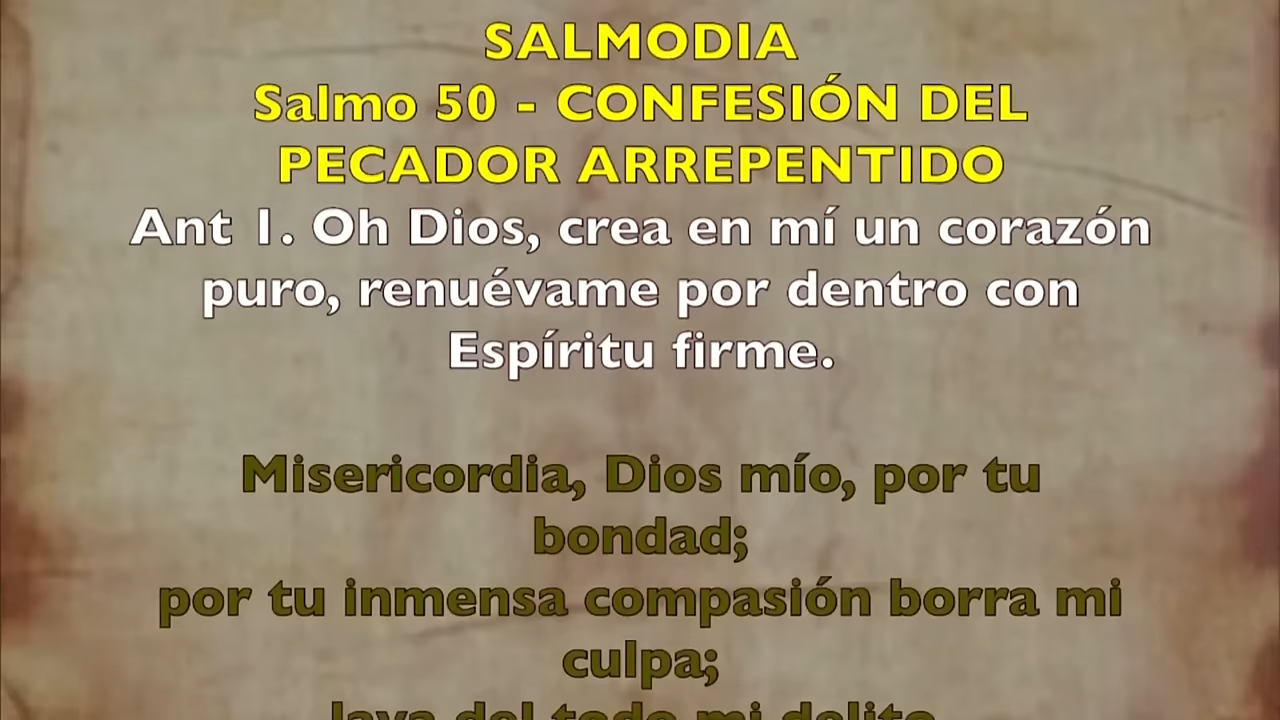 SALMODIA
Salmo 50 - CONFESIÓN DEL
PECADOR ARREPENTIDO
Ant 1. Oh Dios, crea en mí un corazón
puro, renuévame por dentro con
Espíritu firme.
Misericordia, Dios mío, por tu
bondad;
por tu inmensa compasión borra mi
culpa;
lava del todo mi delito